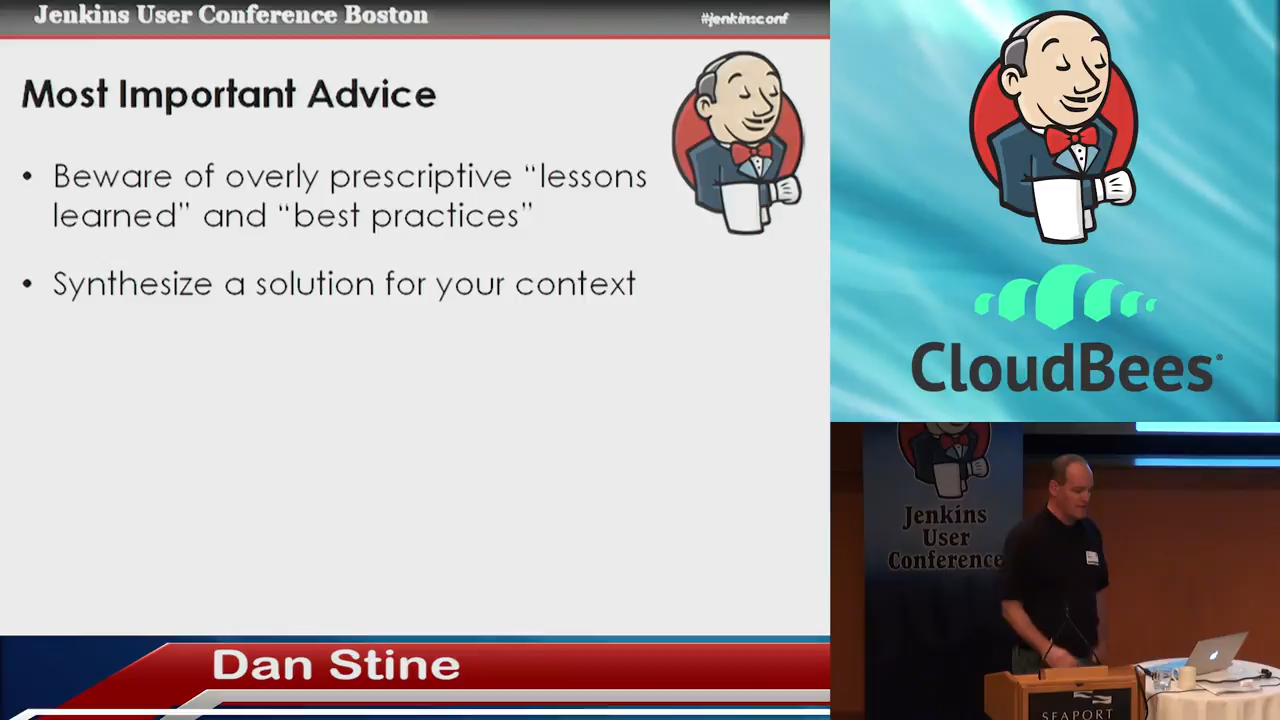 Jenkins User Conference Boston
#jenkinsconf
Most Important Advice
• Beware of overly prescriptive “lessons
learned” and “best practices”
• Synthesize a solution for your context
CloudBees
Jenkins
User
Conference
SEAPORT
Dan Stine